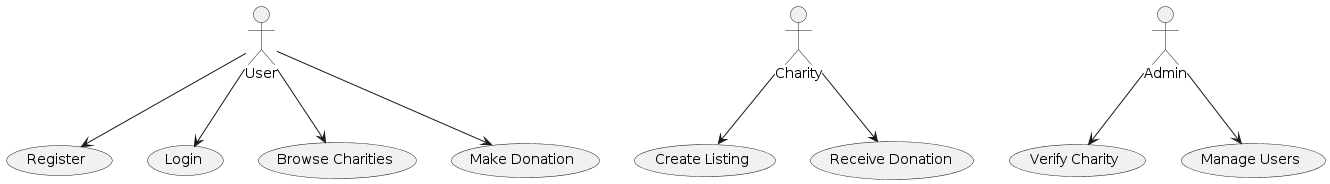 User
Charity
Admin
Register
Login
Browse Charities
Make Donation
Create Listing
Receive Donation
Verify Charity
Manage Users